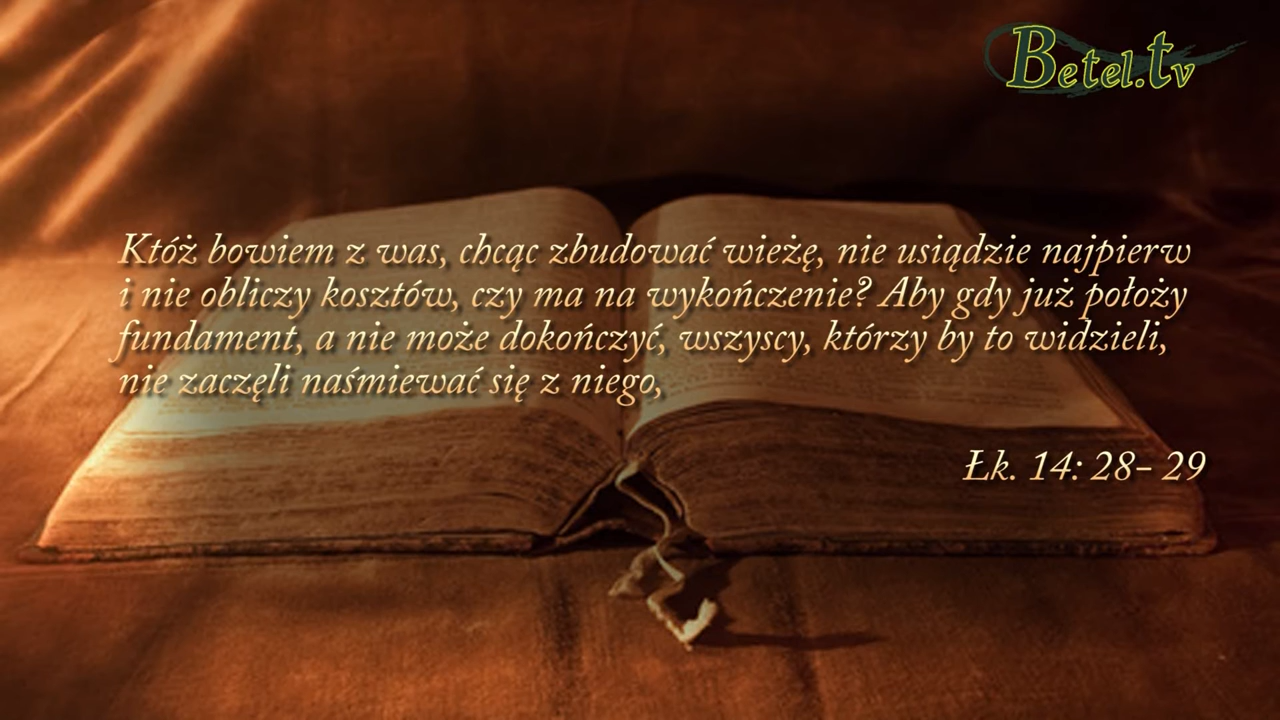 Betel.tv
Któż bowiem z was, chcąc zbudować wieżę, nie usiądzie najpierw
i nie obliczy kosztów, czy ma na wykończenie? Aby gdy już położy
fundament, a nie może dokończyć, wszyscy, którzy by to widzieli,
nie zaczęli naśmiewać się z niego,
Łk. 14: 28- 29